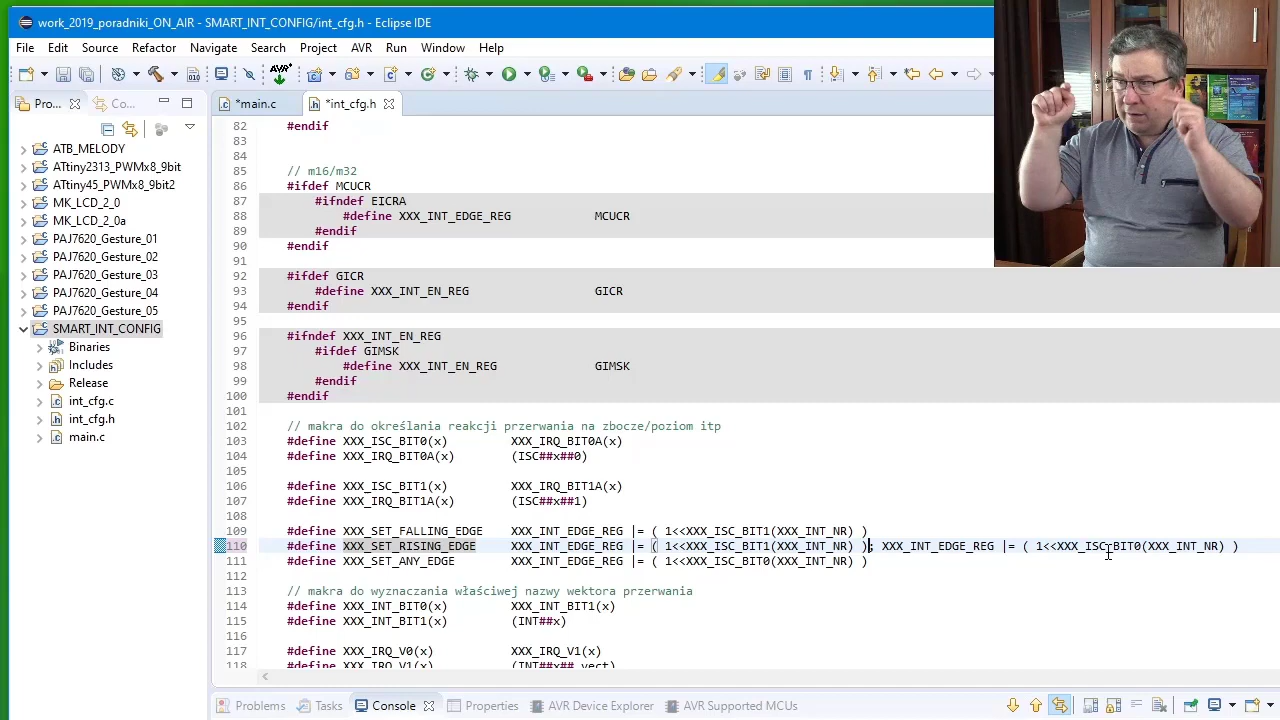 work_2019_poradniki_ON_AIR - SMART_INT_CONFIG/int_cfg.h - Eclipse IDE
File Edit Source Refactor Navigate Search Project AVR Run Window Help
AVR
Pro... Co...
ATB_MELODY
ATtiny2313_PWMx8_9bit
ATtiny45_PWMx8_9bit2
MK_LCD_2_0
MK_LCD_2_0a
PAJ7620_Gesture_01
PAJ7620_Gesture_02
PAJ7620_Gesture_03
PAJ7620_Gesture_04
PAJ7620_Gesture_05
SMART_INT_CONFIG
Binaries
Includes
Release
int_cfg.c
int_cfg.h
main.c
*main.c *int_cfg.h
82 #endif
83
84
85 // m16/m32
86 #ifdef MCUCR
87 #ifndef EICRA
88 #define XXX_INT_EDGE_REG MCUCR
89 #endif
90 #endif
91
92 #ifdef GICR
93 #define XXX_INT_EN_REG GICR
94 #endif
95
96 #ifndef XXX_INT_EN_REG
97 #ifdef GIMSK
98 #define XXX_INT_EN_REG GIMSK
99 #endif
100 #endif
101
102 // makra do określania reakcji przerwania na zbocze/poziom itp
103 #define XXX_ISC_BIT0(x) XXX_IRQ_BIT0A(x)
104 #define XXX_IRQ_BIT0A(x) (ISC##x##0)
105
106 #define XXX_ISC_BIT1(x) XXX_IRQ_BIT1A(x)
107 #define XXX_IRQ_BIT1A(x) (ISC##x##1)
108
109 #define XXX_SET_FALLING_EDGE XXX_INT_EDGE_REG |= ( 1<<XXX_ISC_BIT1(XXX_INT_NR) )
110 #define XXX_SET_RISING_EDGE XXX_INT_EDGE_REG |= ( 1<<XXX_ISC_BIT1(XXX_INT_NR) ); XXX_INT_EDGE_REG |= ( 1<<XXX_ISC_BIT0(XXX_INT_NR) )
111 #define XXX_SET_ANY_EDGE XXX_INT_EDGE_REG |= ( 1<<XXX_ISC_BIT0(XXX_INT_NR) )
112
113 // makra do wyznaczania właściwej nazwy wektora przerwania
114 #define XXX_INT_BIT0(x) XXX_INT_BIT1(x)
115 #define XXX_INT_BIT1(x) (INT##x)
116
117 #define XXX_IRQ_V0(x) XXX_IRQ_V1(x)
118 #define XXX_IRQ_V1(x) (INT##x##_vect)
Problems Tasks Console Properties AVR Device Explorer AVR Supported MCUs